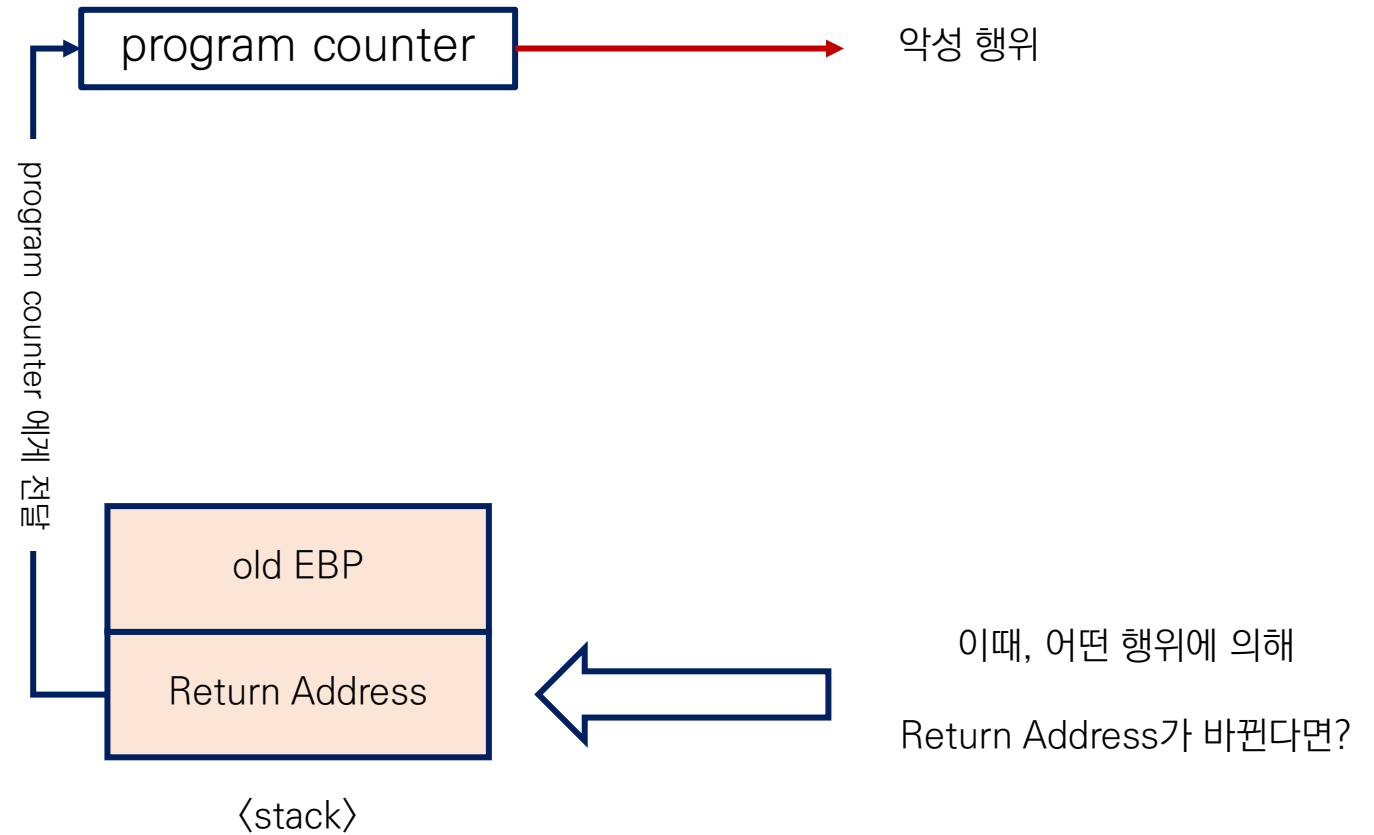 program counter
악성 행위
program counter 에게 전달
old EBP
Return Address
이때, 어떤 행위에 의해
Return Address가 바뀐다면?
〈stack〉